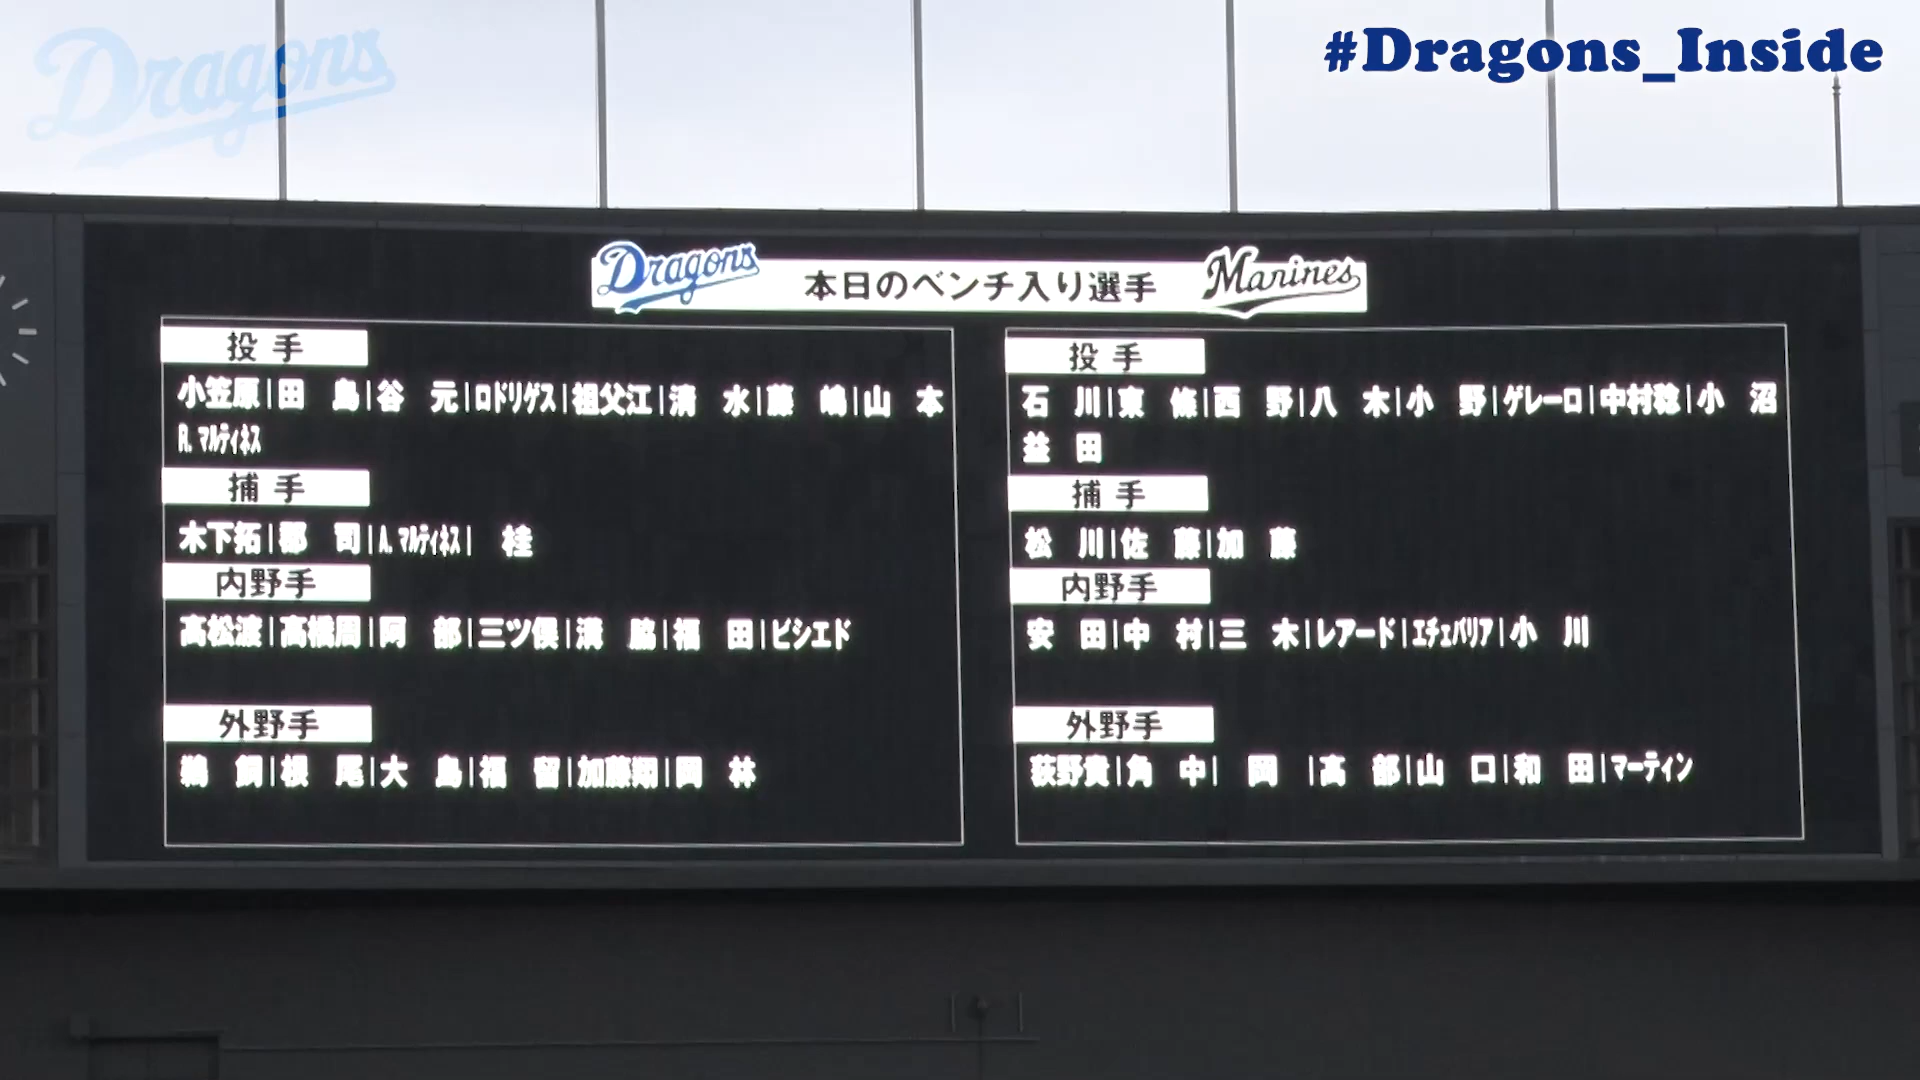 Dragons
#Dragons_Inside
Dragons 本日のベンチ入り選手 Marines
投手
小笠原|田 島|谷 元|ロドリゲス|祖父江|清 水|藤 嶋|山 本
R.マルティネス
捕手
木下拓|郡 司|A.マルティネス| 桂
内野手
高松渡|高橋周|阿 部|三ツ俣|溝 脇|福 田|ビシエド
外野手
鵜 飼|根 尾|大 島|福 留|加藤翔|岡 林
投手
石 川|東 條|西 野|八 木|小 野|ゲレーロ|中村稔|小 沼
益 田
捕手
松 川|佐 藤|加 藤
内野手
安 田|中 村|三 木|レアード|エチェバリア|小 川
外野手
荻野貴|角 中| 岡 |髙 部|山 口|和 田|マーティン